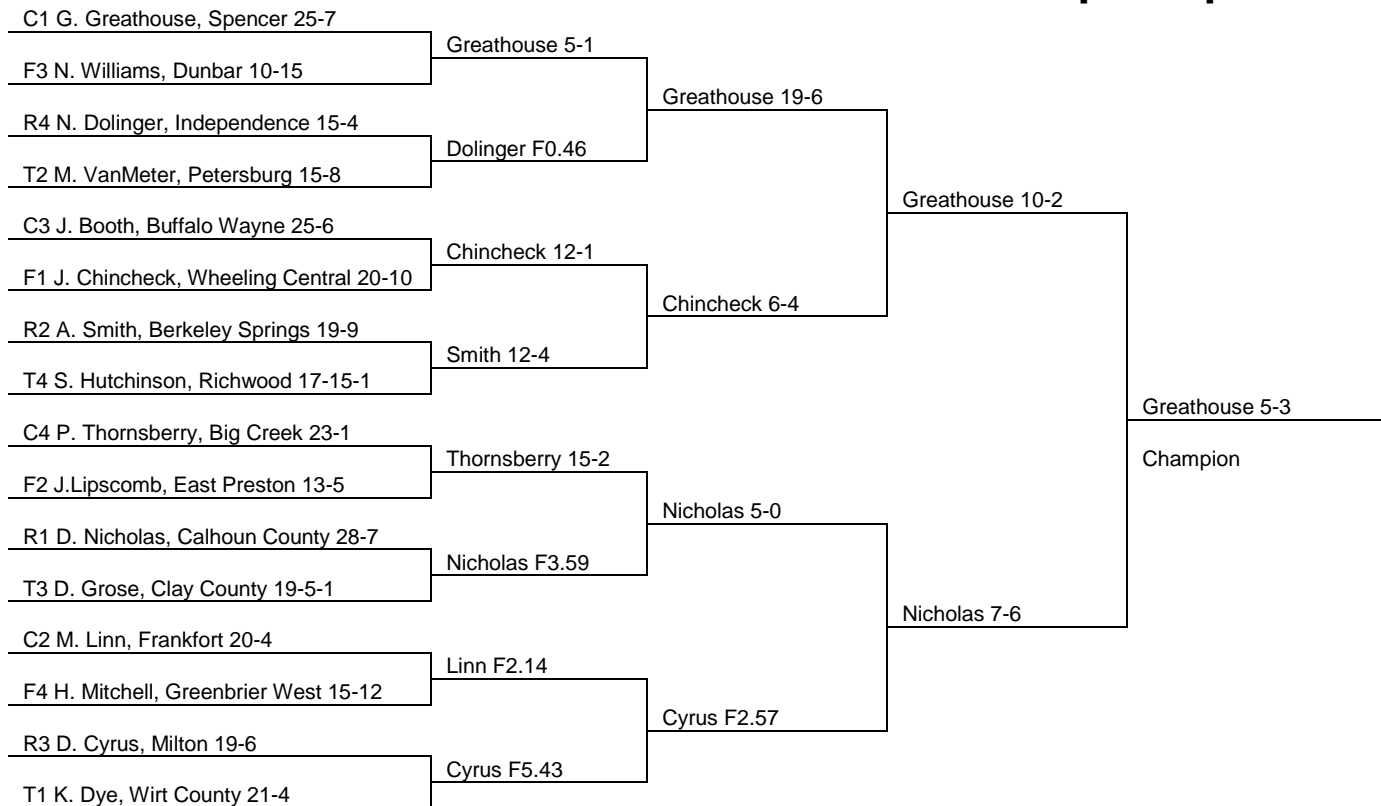 C1 G. Greathouse, Spencer 25-7
Greathouse 5-1
F3 N. Williams, Dunbar 10-15
Greathouse 19-6
R4 N. Dolinger, Independence 15-4
Dolinger F0.46
T2 M. VanMeter, Petersburg 15-8
Greathouse 10-2
C3 J. Booth, Buffalo Wayne 25-6
Chincheck 12-1
F1 J. Chincheck, Wheeling Central 20-10
Chincheck 6-4
R2 A. Smith, Berkeley Springs 19-9
Smith 12-4
T4 S. Hutchinson, Richwood 17-15-1
Greathouse 5-3
C4 P. Thornsberry, Big Creek 23-1
Thornsberry 15-2
Champion
F2 J.Lipscomb, East Preston 13-5
Nicholas 5-0
R1 D. Nicholas, Calhoun County 28-7
Nicholas F3.59
T3 D. Grose, Clay County 19-5-1
Nicholas 7-6
C2 M. Linn, Frankfort 20-4
Linn F2.14
F4 H. Mitchell, Greenbrier West 15-12
Cyrus F2.57
R3 D. Cyrus, Milton 19-6
Cyrus F5.43
T1 K. Dye, Wirt County 21-4